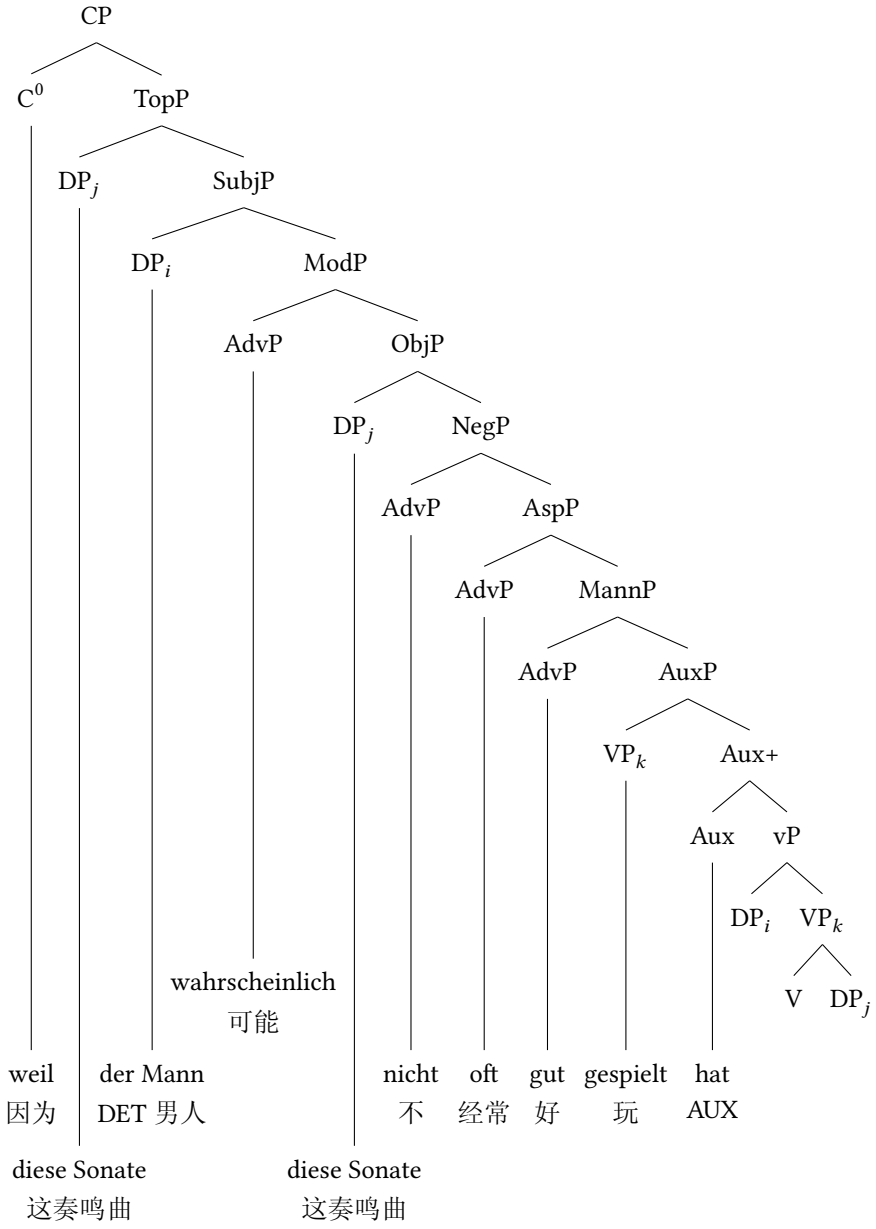 CP
C⁰ TopP
DPⱼ SubjP
DPᵢ ModP
AdvP ObjP
DPⱼ NegP
AdvP AspP
AdvP MannP
AdvP AuxP
VPₖ Aux+
Aux vP
DPᵢ VPₖ
V DPⱼ
wahrscheinlich
可能
weil der Mann nicht oft gut gespielt hat
因为 DET 男人 不 经常 好 玩 AUX
diese Sonate diese Sonate
这奏鸣曲 这奏鸣曲